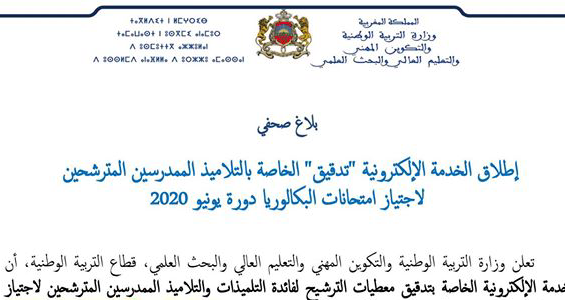 المملكة المغربية
وزارة التربية الوطنية
والتكوين المهني
والتعليم العالي والبحث العلمي
بلاغ صحفي
إطلاق الخدمة الإلكترونية "تدقيق" الخاصة بالتلاميذ الممدرسين المترشحين
لاجتياز امتحانات البكالوريا دورة يونيو 2020
تعلن وزارة التربية الوطنية والتكوين المهني والتعليم العالي والبحث العلمي، قطاع التربية الوطنية، أن
الإلكترونية الخاصة بتدقيق معطيات الترشيح لفائدة التلميذات والتلاميذ الممدرسين المترشحين لاجتياز